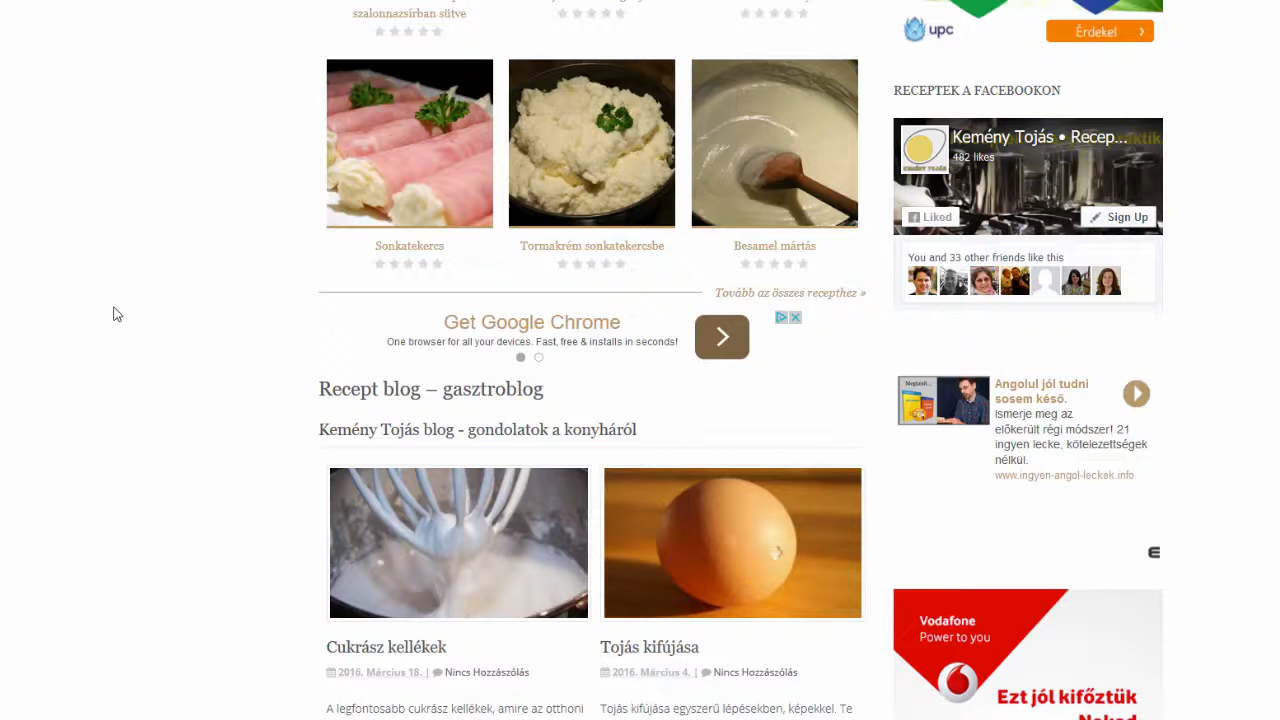 szalonnazsírban sütve
Sonkatekercs
Tormakrém sonkatekercsbe
Besamel mártás
Tovább az összes recepthez »
Get Google Chrome
One browser for all your devices. Fast, free & installs in seconds!
Recept blog – gasztroblog
Kemény Tojás blog - gondolatok a konyháról
Cukrász kellékek
2016. Március 18. | Nincs Hozzászólás
A legfontosabb cukrász kellékek, amire az otthoni
Tojás kifújása
2016. Március 4. | Nincs Hozzászólás
Tojás kifújása egyszerű lépésekben, képekkel. Te
upc
Érdekel
RECEPTEK A FACEBOOKON
Kemény Tojás • Recep...
482 likes
Liked
Sign Up
You and 33 other friends like this
Megtanít...
Angolul jól tudni
sosem késő.
Ismerje meg az
előkerült régi módszer! 21
ingyen lecke, kötelezettségek
nélkül.
www.ingyen-angol-leckek.info
Vodafone
Power to you
Ezt jól kifőztük